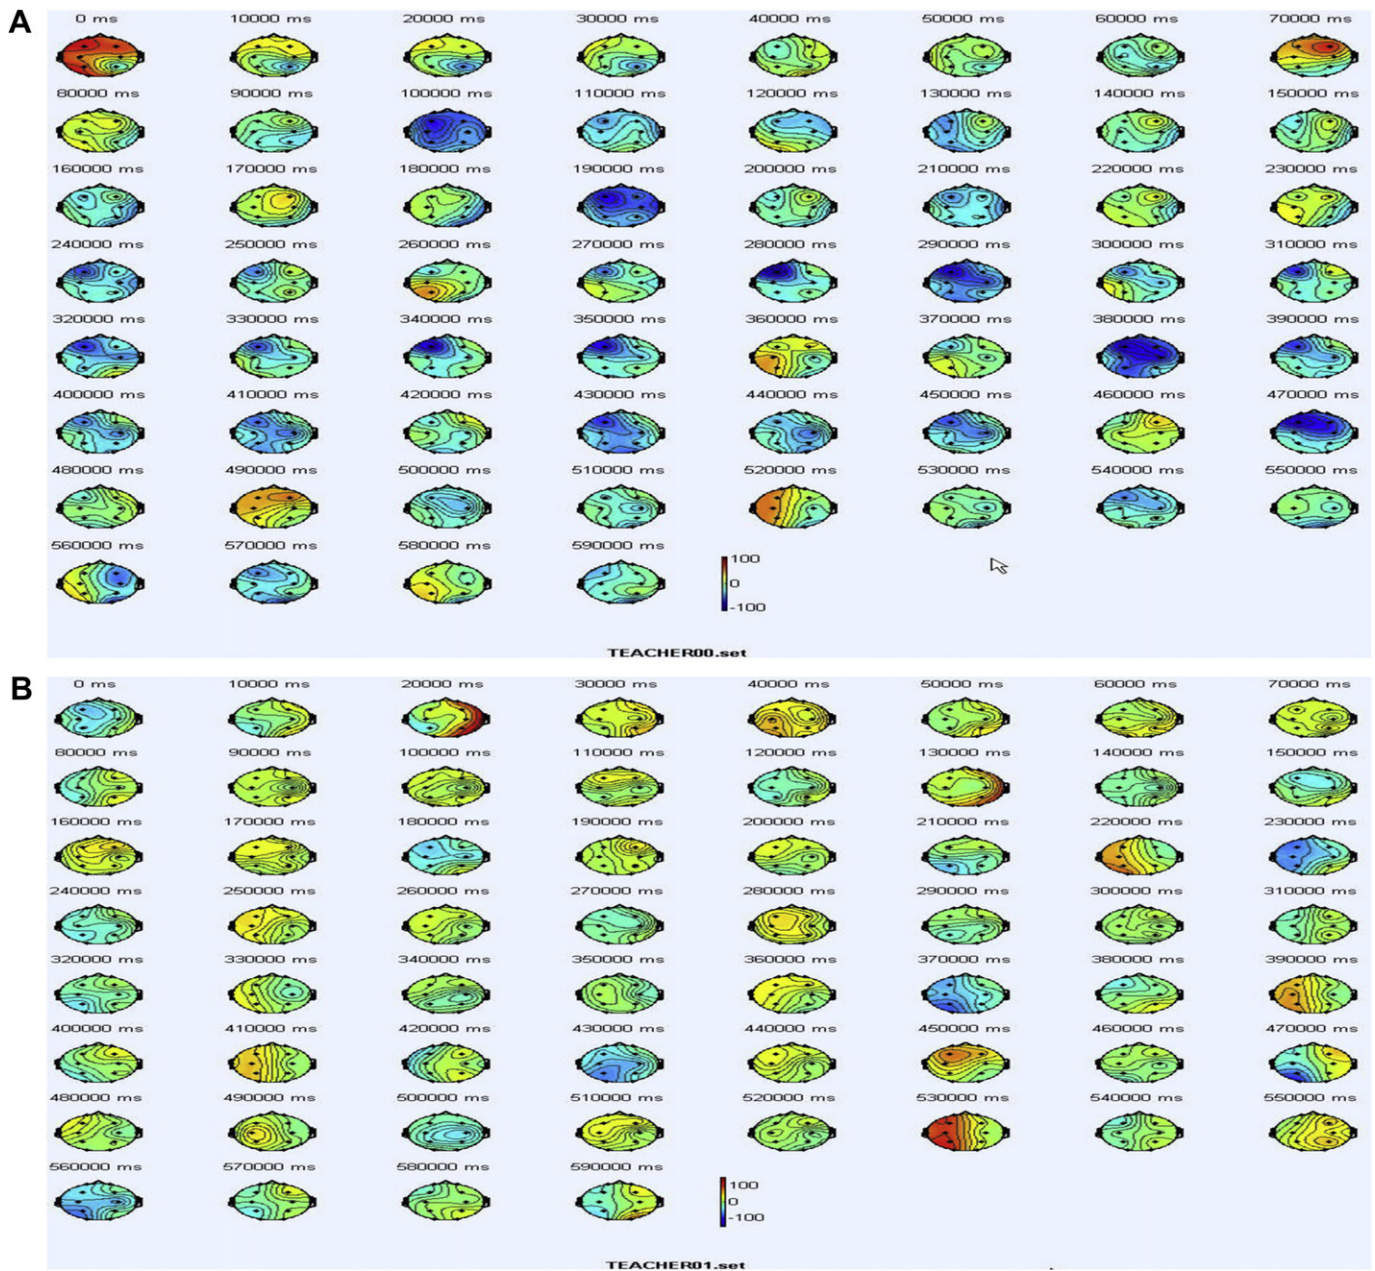 A
0 ms 10000 ms 20000 ms 30000 ms 40000 ms 50000 ms 60000 ms 70000 ms
80000 ms 90000 ms 100000 ms 110000 ms 120000 ms 130000 ms 140000 ms 150000 ms
160000 ms 170000 ms 180000 ms 190000 ms 200000 ms 210000 ms 220000 ms 230000 ms
240000 ms 250000 ms 260000 ms 270000 ms 280000 ms 290000 ms 300000 ms 310000 ms
320000 ms 330000 ms 340000 ms 350000 ms 360000 ms 370000 ms 380000 ms 390000 ms
400000 ms 410000 ms 420000 ms 430000 ms 440000 ms 450000 ms 460000 ms 470000 ms
480000 ms 490000 ms 500000 ms 510000 ms 520000 ms 530000 ms 540000 ms 550000 ms
560000 ms 570000 ms 580000 ms 590000 ms
100
0
-100
TEACHER00.set
B
0 ms 10000 ms 20000 ms 30000 ms 40000 ms 50000 ms 60000 ms 70000 ms
80000 ms 90000 ms 100000 ms 110000 ms 120000 ms 130000 ms 140000 ms 150000 ms
160000 ms 170000 ms 180000 ms 190000 ms 200000 ms 210000 ms 220000 ms 230000 ms
240000 ms 250000 ms 260000 ms 270000 ms 280000 ms 290000 ms 300000 ms 310000 ms
320000 ms 330000 ms 340000 ms 350000 ms 360000 ms 370000 ms 380000 ms 390000 ms
400000 ms 410000 ms 420000 ms 430000 ms 440000 ms 450000 ms 460000 ms 470000 ms
480000 ms 490000 ms 500000 ms 510000 ms 520000 ms 530000 ms 540000 ms 550000 ms
560000 ms 570000 ms 580000 ms 590000 ms
100
0
-100
TEACHER01.set